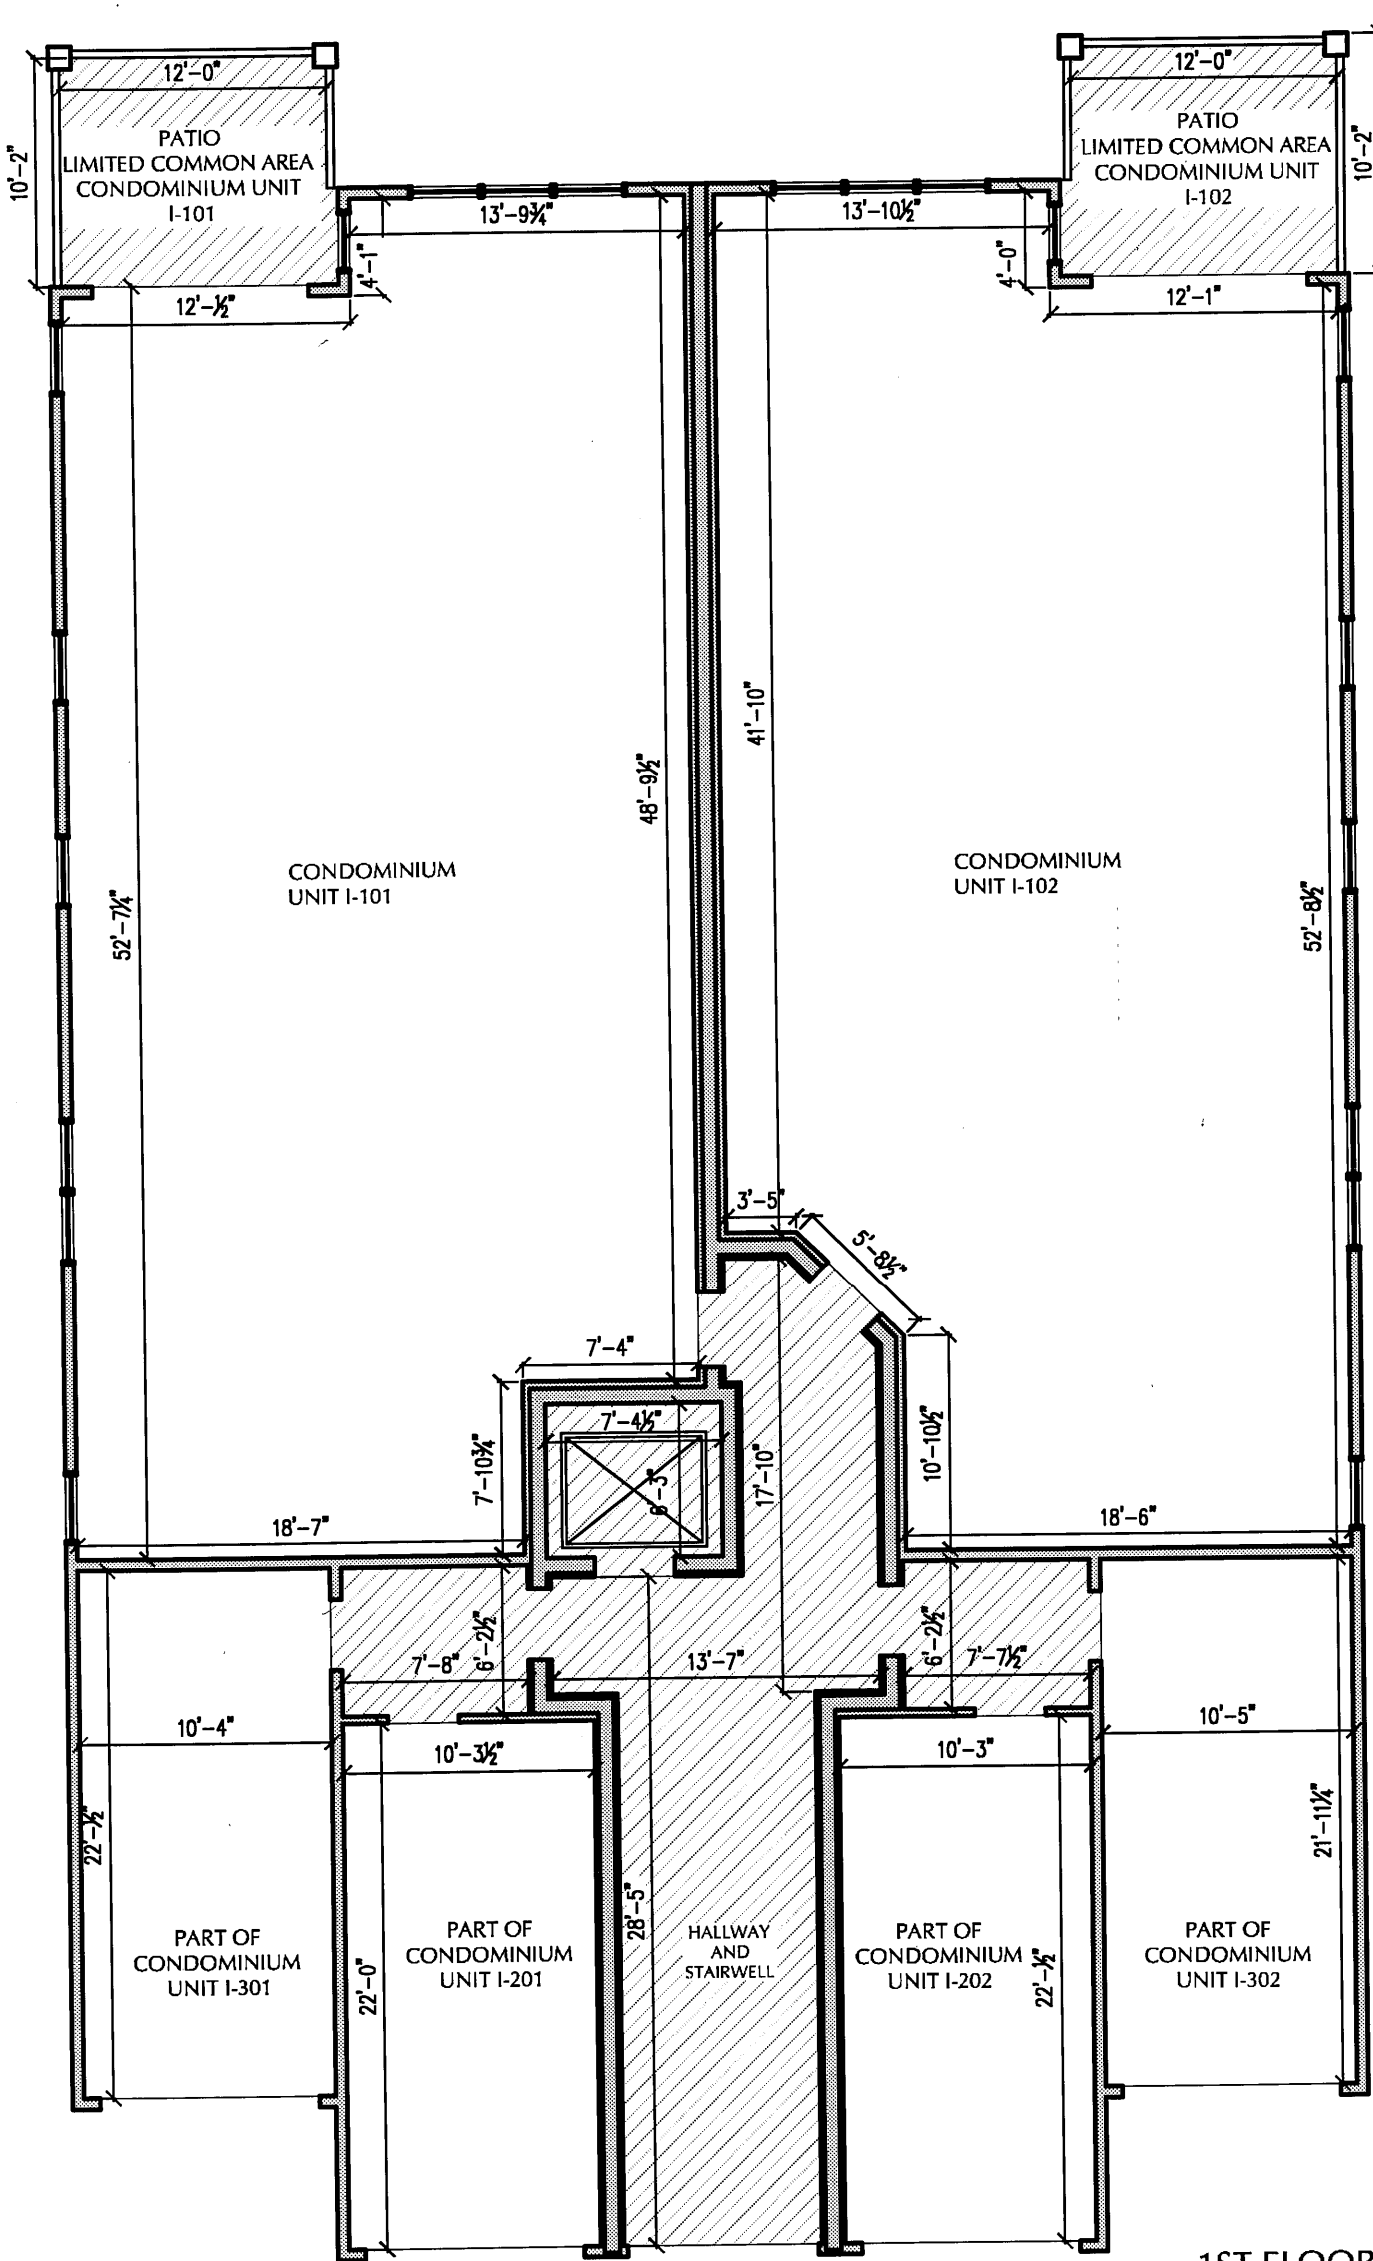 12'-0"
12'-0"
10'-2"
PATIO
LIMITED COMMON AREA
CONDOMINIUM UNIT
I-101
PATIO
LIMITED COMMON AREA
CONDOMINIUM UNIT
I-102
10'-2"
13'-9¾"
13'-10½"
4'-1"
4'-0"
12'-½"
12'-1"
41'-10"
48'-9½"
CONDOMINIUM
UNIT I-101
CONDOMINIUM
UNIT I-102
52'-7¼"
52'-8½"
3'-5"
5'-8½"
7'-4"
7'-4½"
7'-10¾"
17'-10"
10'-10½"
18'-7"
18'-6"
6'-2½"
6'-2½"
7'-8"
13'-7"
7'-7½"
10'-4"
10'-3½"
10'-3"
10'-5"
22'-½"
21'-11¼"
28'-5"
PART OF
CONDOMINIUM
UNIT I-301
PART OF
CONDOMINIUM
UNIT I-201
HALLWAY
AND
STAIRWELL
PART OF
CONDOMINIUM
UNIT I-202
PART OF
CONDOMINIUM
UNIT I-302
22'-0"
22'-½"
1ST FLOOR